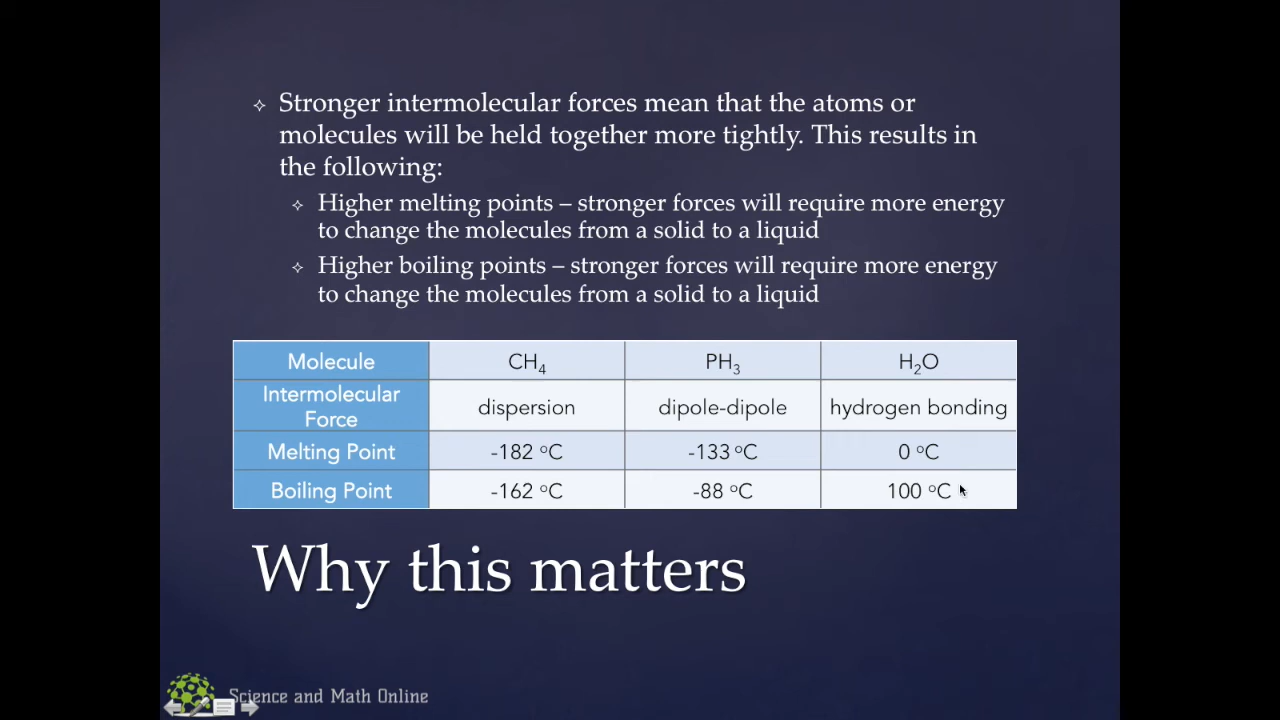 Stronger intermolecular forces mean that the atoms or
molecules will be held together more tightly. This results in
the following:
Higher melting points – stronger forces will require more energy
to change the molecules from a solid to a liquid
Higher boiling points – stronger forces will require more energy
to change the molecules from a solid to a liquid
Molecule CH₄ PH₃ H₂O
Intermolecular
Force dispersion dipole-dipole hydrogen bonding
Melting Point -182 °C -133 °C 0 °C
Boiling Point -162 °C -88 °C 100 °C
Why this matters
Science and Math Online